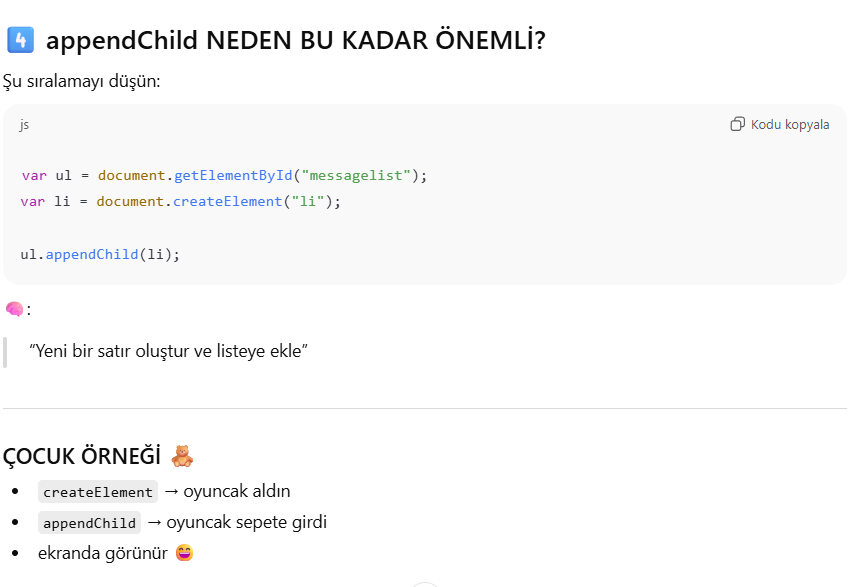 4 appendChild NEDEN BU KADAR ÖNEMLİ?
Şu sıralamayı düşün:
js
Kodu kopyala
var ul = document.getElementById("messagelist");
var li = document.createElement("li");
ul.appendChild(li);
🧠:
“Yeni bir satır oluştur ve listeye ekle”
ÇOCUK ÖRNEĞİ 🧸
• createElement → oyuncak aldın
• appendChild → oyuncak sepete girdi
• ekranda görünür 😄